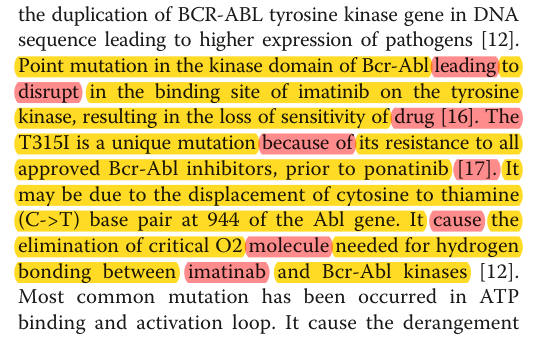 the duplication of BCR-ABL tyrosine kinase gene in DNA
sequence leading to higher expression of pathogens [12].
Point mutation in the kinase domain of Bcr-Abl leading to
disrupt in the binding site of imatinib on the tyrosine
kinase, resulting in the loss of sensitivity of drug [16]. The
T315I is a unique mutation because of its resistance to all
approved Bcr-Abl inhibitors, prior to ponatinib [17]. It
may be due to the displacement of cytosine to thiamine
(C->T) base pair at 944 of the Abl gene. It cause the
elimination of critical O2 molecule needed for hydrogen
bonding between imatinab and Bcr-Abl kinases [12].
Most common mutation has been occurred in ATP
binding and activation loop. It cause the derangement